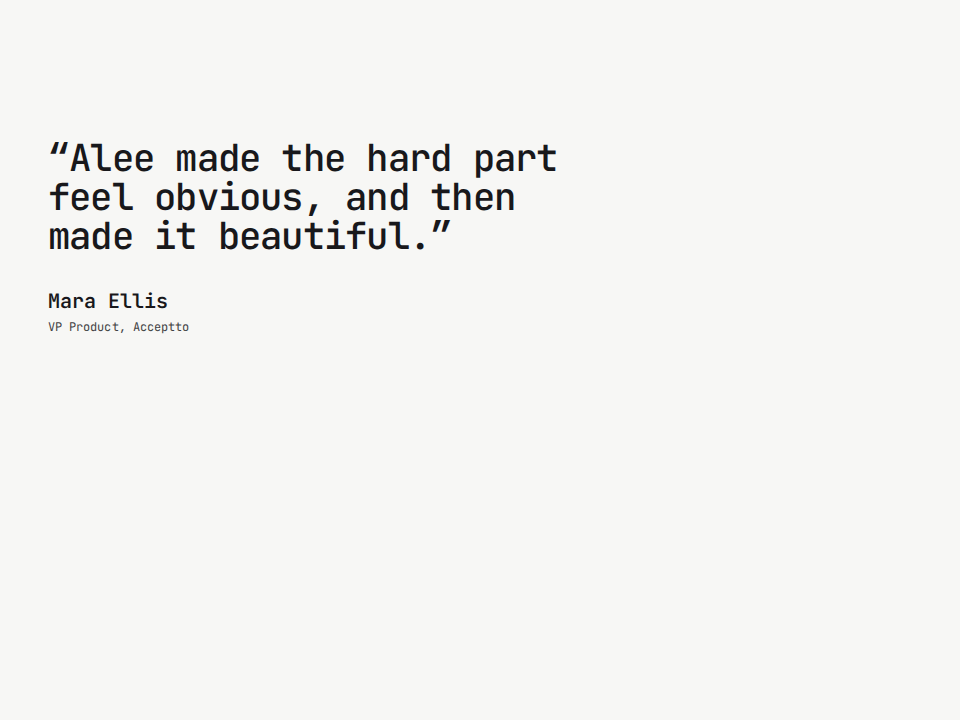 “Alee made the hard part
feel obvious, and then
made it beautiful.”
Mara Ellis
VP Product, Acceptto